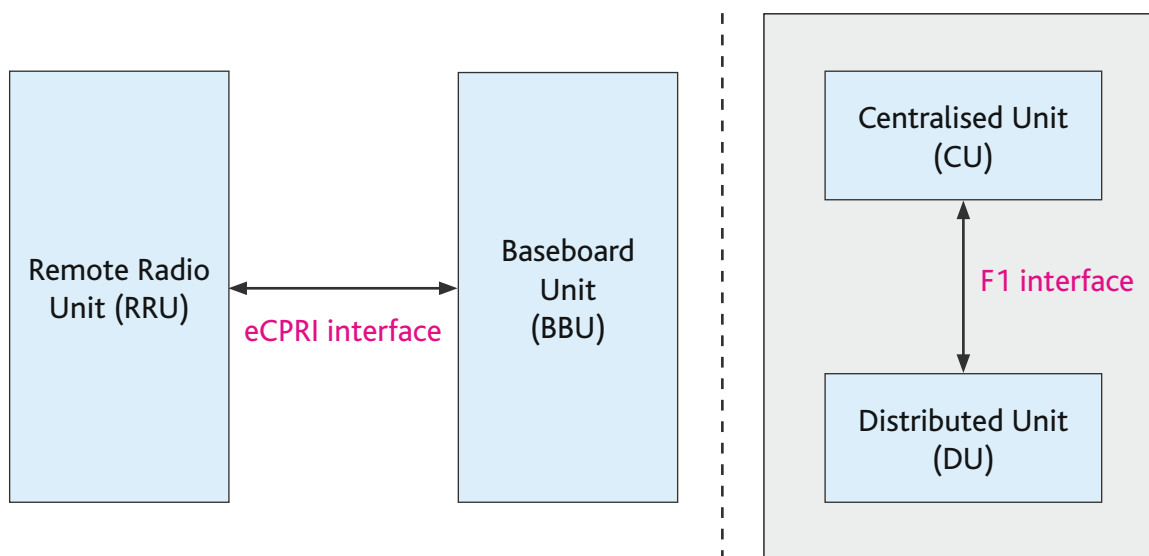 Remote Radio
Unit (RRU)
eCPRI interface
Baseboard
Unit
(BBU)
Centralised Unit
(CU)
F1 interface
Distributed Unit
(DU)